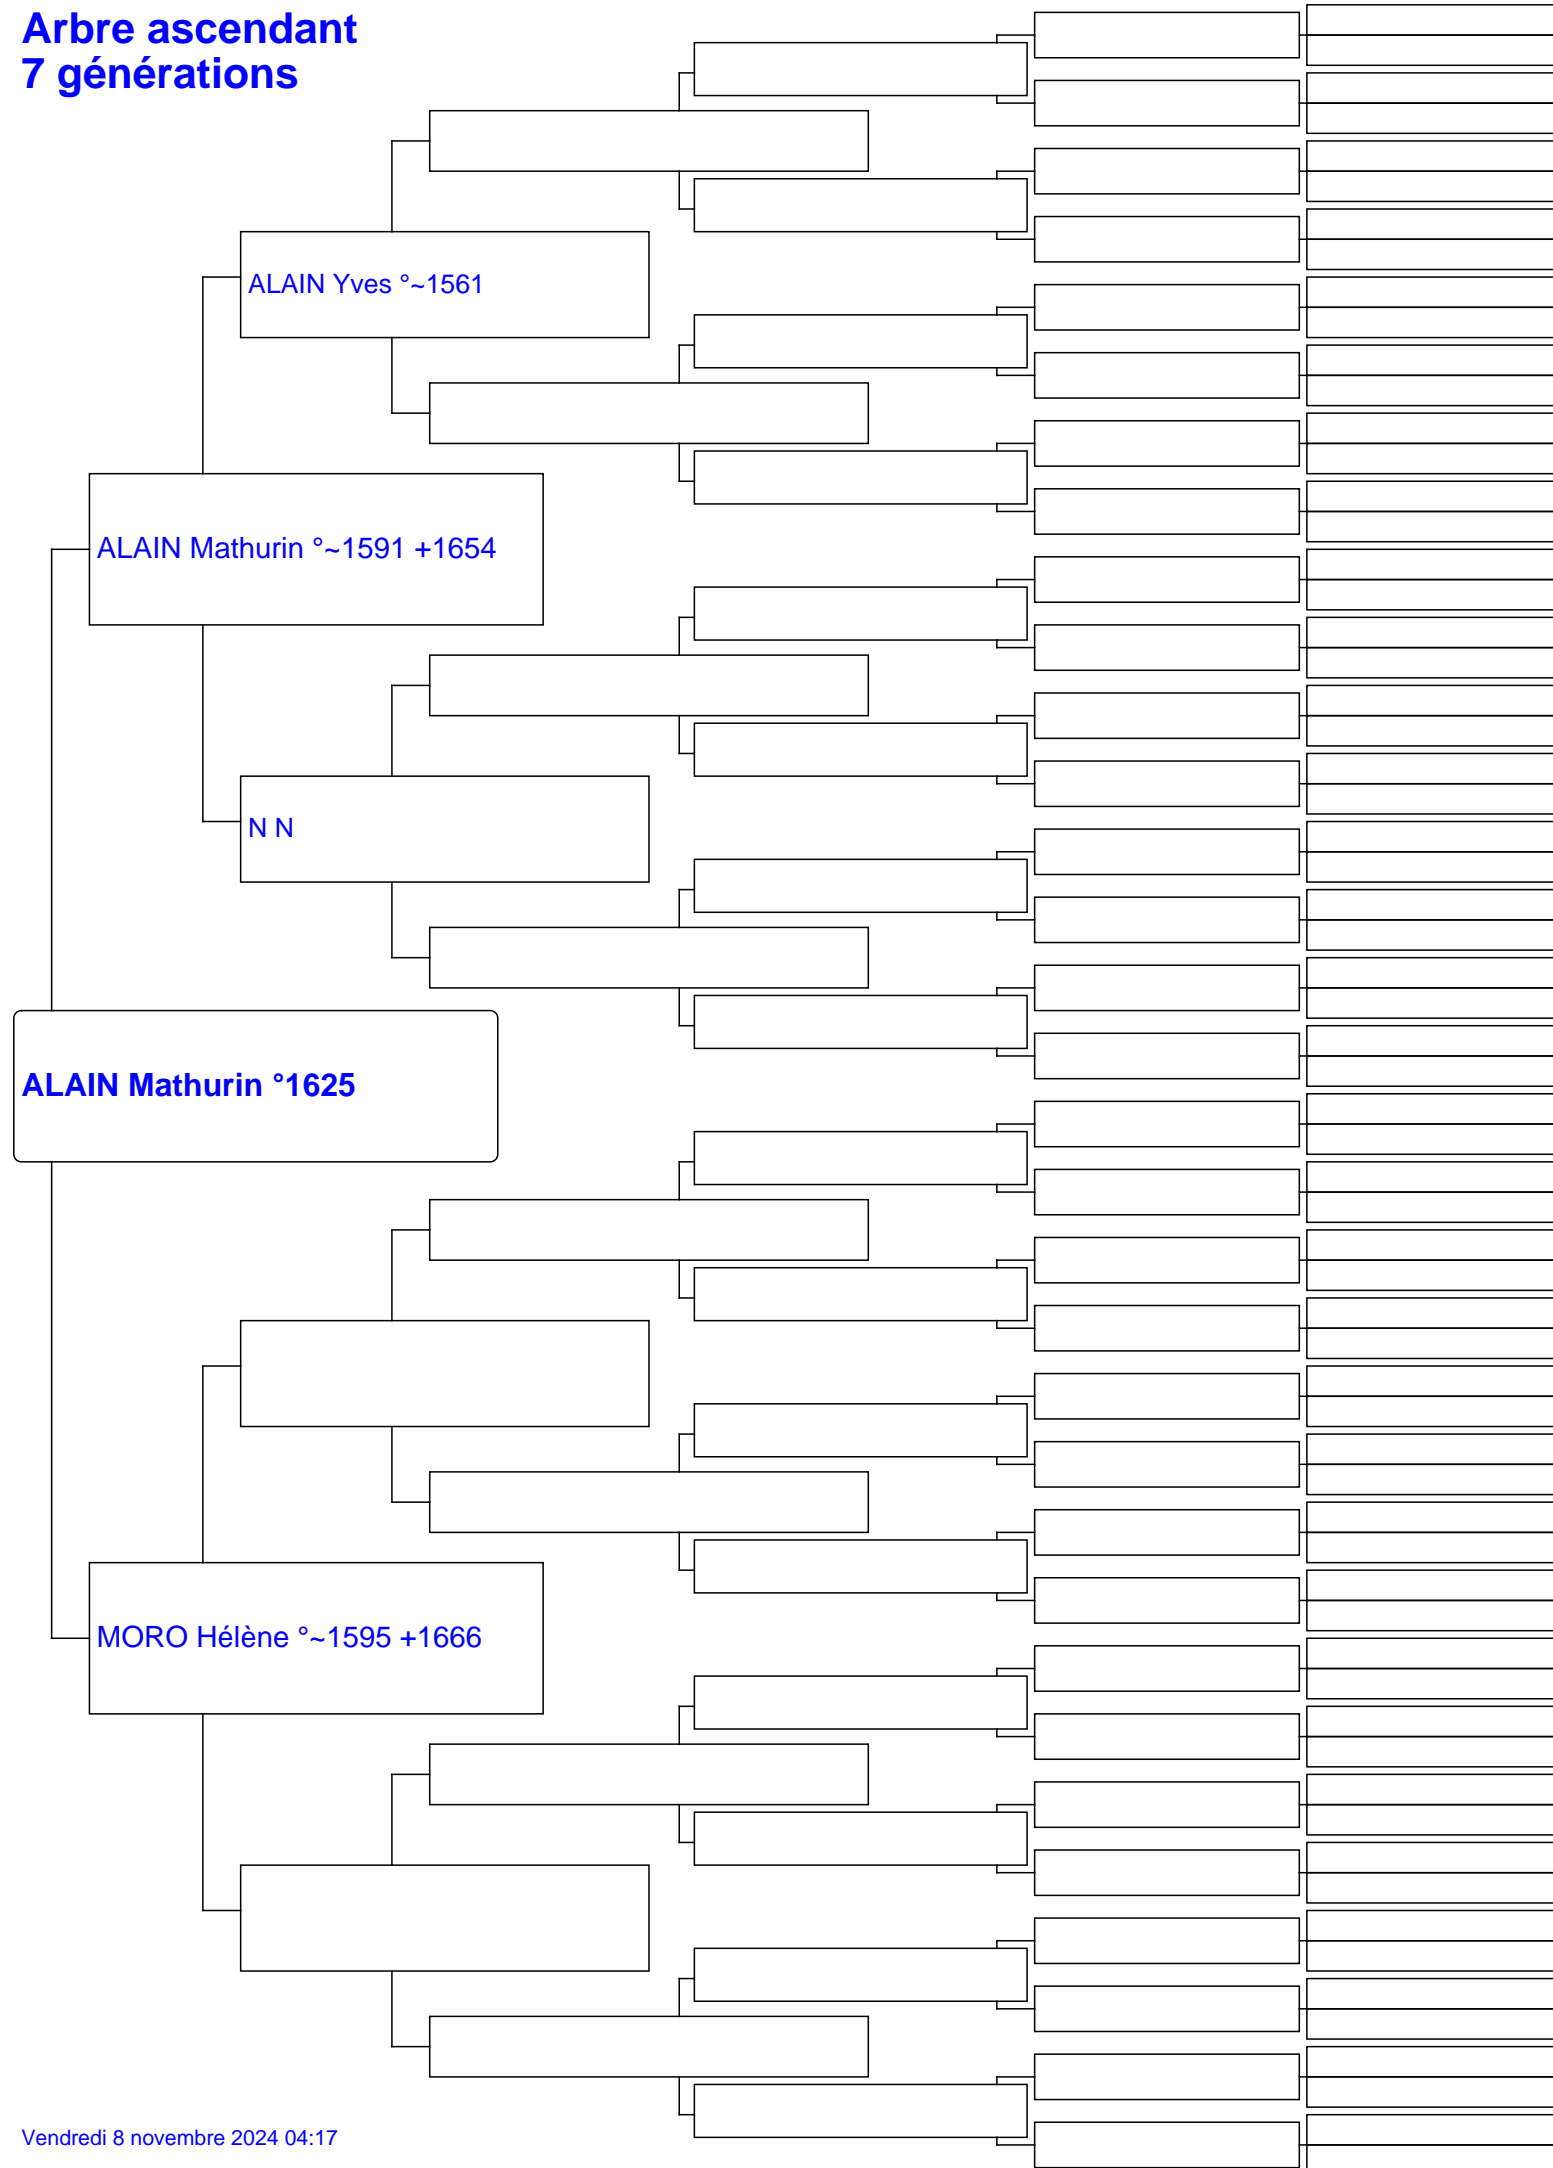 Arbre ascendant
7 générations
ALAIN Yves °~1561
ALAIN Mathurin °~1591 +1654
N N
ALAIN Mathurin °1625
MORO Hélène °~1595 +1666
Vendredi 8 novembre 2024 04:17